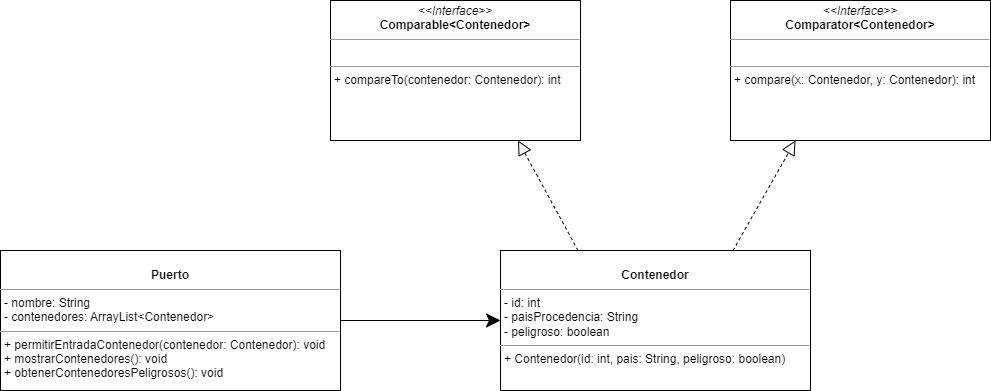 <<Interface>>
Comparable<Contenedor>
+ compareTo(contenedor: Contenedor): int
<<Interface>>
Comparator<Contenedor>
+ compare(x: Contenedor, y: Contenedor): int
Puerto
- nombre: String
- contenedores: ArrayList<Contenedor>
+ permitirEntradaContenedor(contenedor: Contenedor): void
+ mostrarContenedores(): void
+ obtenerContenedoresPeligrosos(): void
Contenedor
- id: int
- paisProcedencia: String
- peligroso: boolean
+ Contenedor(id: int, pais: String, peligroso: boolean)